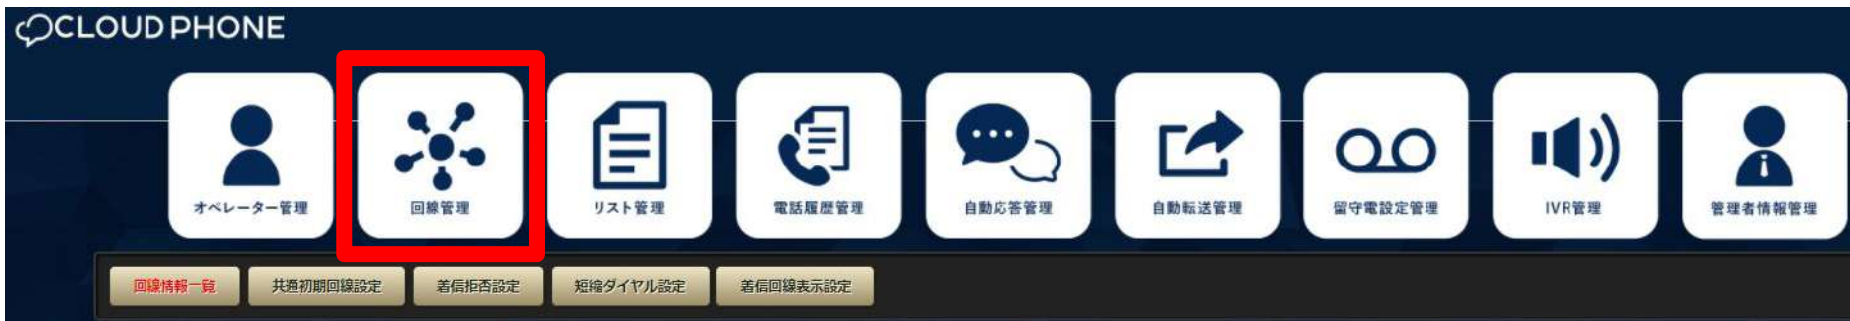 CLOUD PHONE
オペレーター管理
回線管理
リスト管理
電話履歴管理
自動応答管理
自動転送管理
留守電設定管理
IVR管理
管理者情報管理
回線情報一覧
共通初期回線設定
着信拒否設定
短縮ダイヤル設定
着信回線表示設定